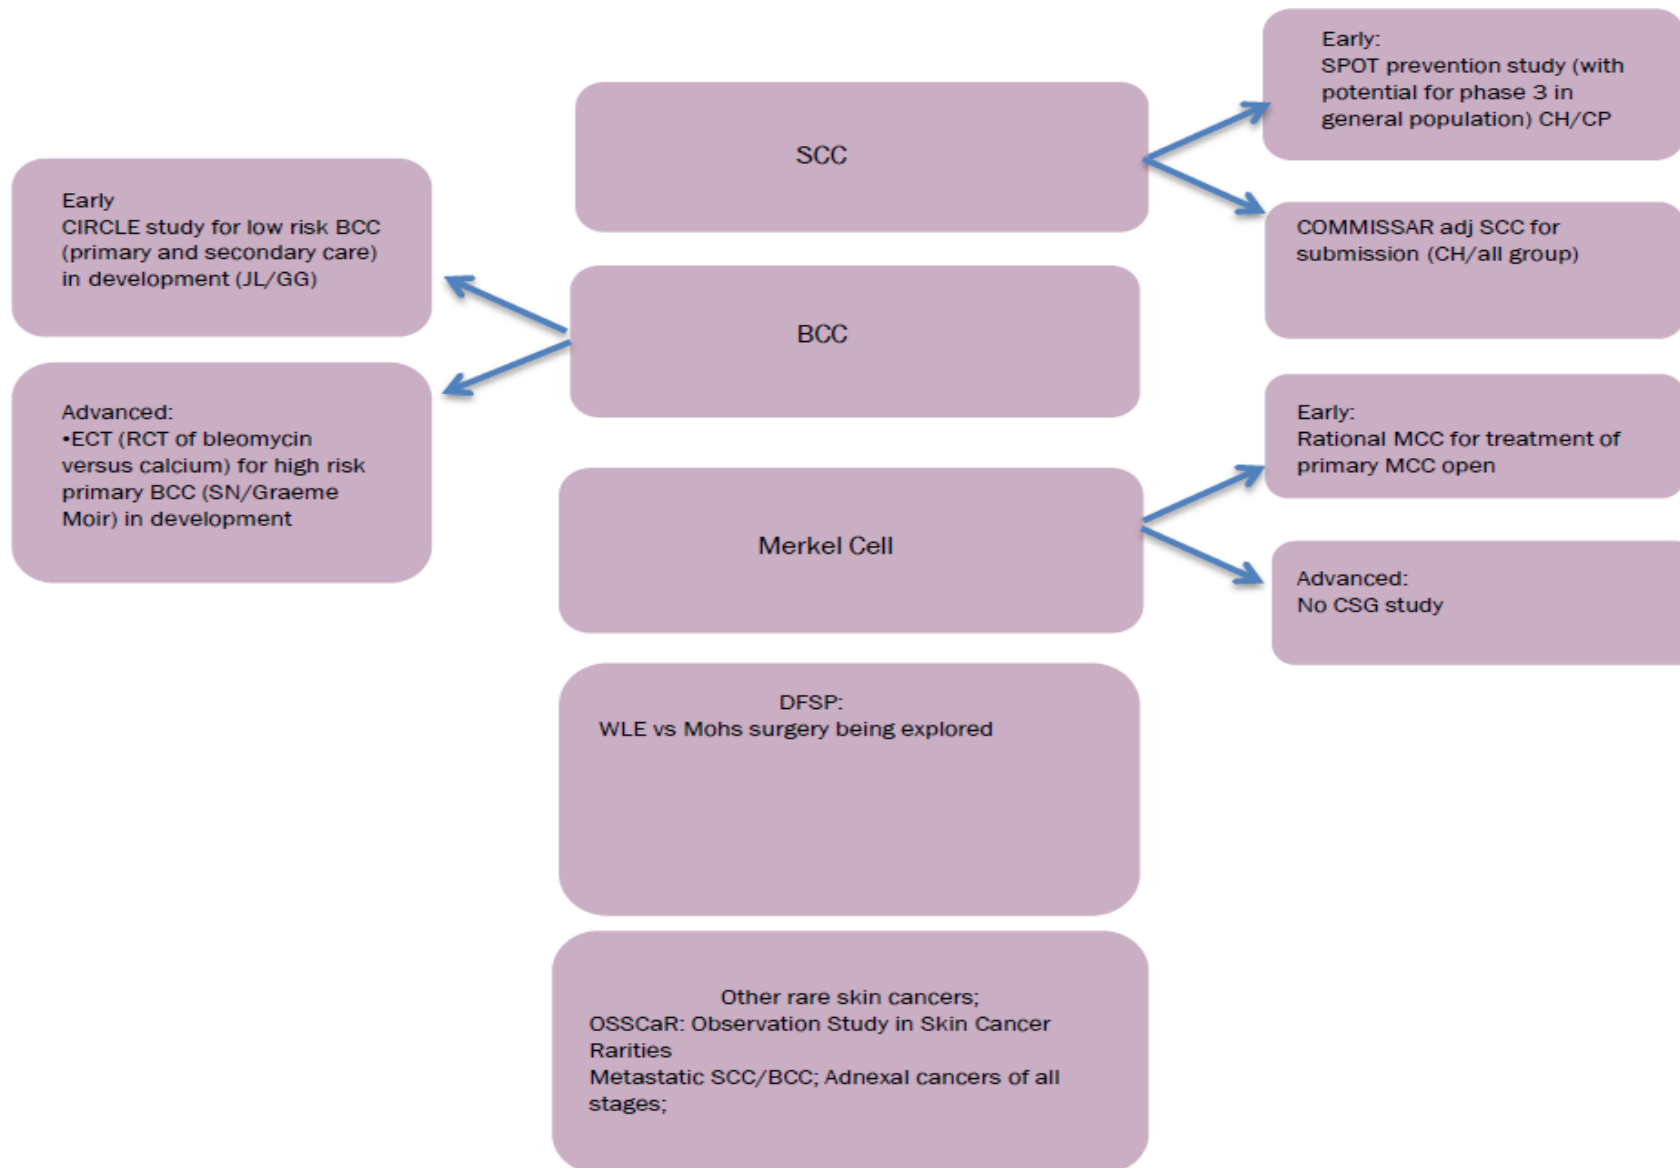 SCC
Early:
SPOT prevention study (with
potential for phase 3 in
general population) CH/CP
COMMISSAR adj SCC for
submission (CH/all group)
BCC
Early
CIRCLE study for low risk BCC
(primary and secondary care)
in development (JL/GG)
Advanced:
•ECT (RCT of bleomycin
versus calcium) for high risk
primary BCC (SN/Graeme
Moir) in development
Merkel Cell
Early:
Rational MCC for treatment of
primary MCC open
Advanced:
No CSG study
DFSP:
WLE vs Mohs surgery being explored
Other rare skin cancers;
OSSCaR: Observation Study in Skin Cancer
Rarities
Metastatic SCC/BCC; Adnexal cancers of all
stages;